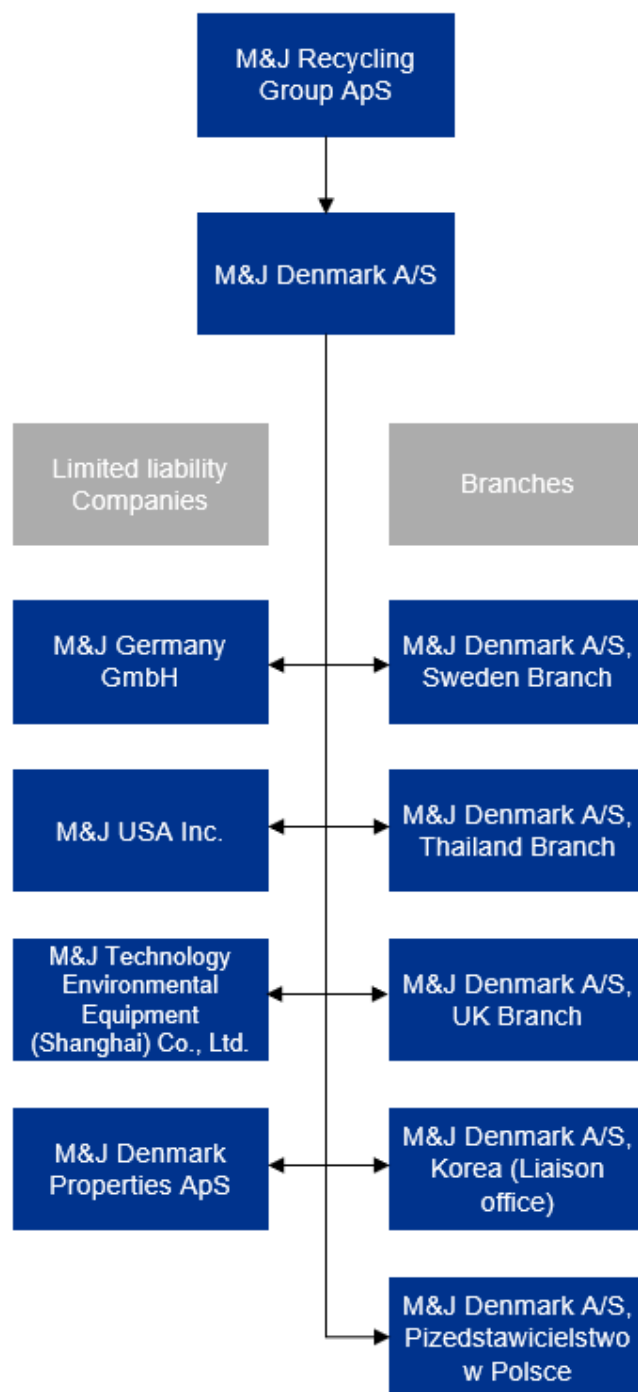 M&J Recycling
Group ApS
M&J Denmark A/S
Limited liability
Companies
Branches
M&J Germany
GmbH
M&J Denmark A/S,
Sweden Branch
M&J USA Inc.
M&J Denmark A/S,
Thailand Branch
M&J Technology
Environmental
Equipment
(Shanghai) Co., Ltd.
M&J Denmark A/S,
UK Branch
M&J Denmark
Properties ApS
M&J Denmark A/S,
Korea (Liaison
office)
M&J Denmark A/S,
Pizedstawicielstwo
w Polsce